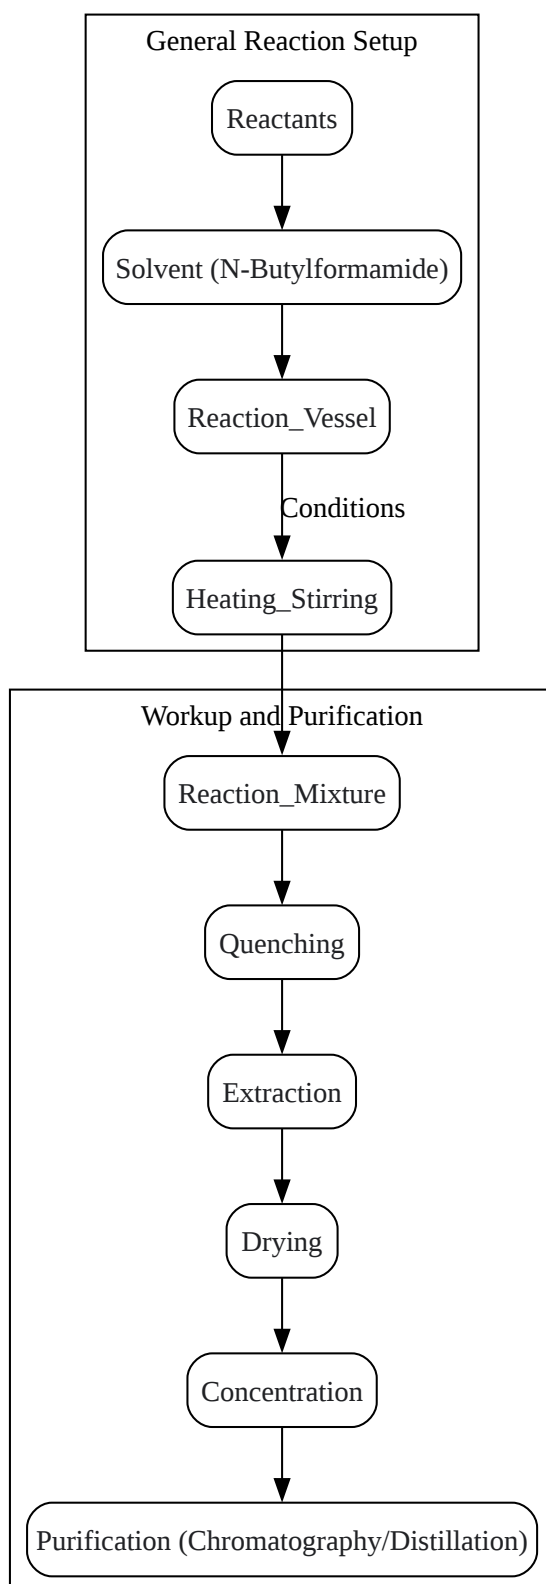 General Reaction Setup
Reactants
Solvent (N-Butylformamide)
Reaction_Vessel
Conditions
Heating_Stirring
Workup and Purification
Reaction_Mixture
Quenching
Extraction
Drying
Concentration
Purification (Chromatography/Distillation)